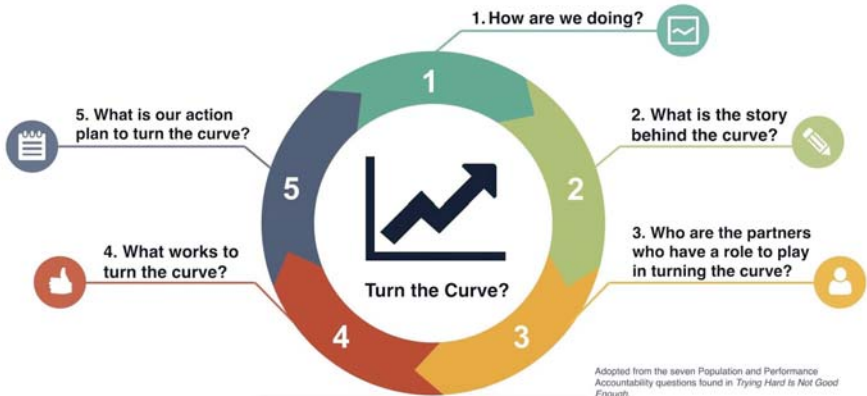 1. How are we doing?
1
2. What is the story
behind the curve?
2
3. Who are the partners
who have a role to play
in turning the curve?
3
4. What works to
turn the curve?
4
5. What is our action
plan to turn the curve?
5
Turn the Curve?
Adopted from the seven Population and Performance
Accountability questions found in Trying Hard Is Not Good
Enough